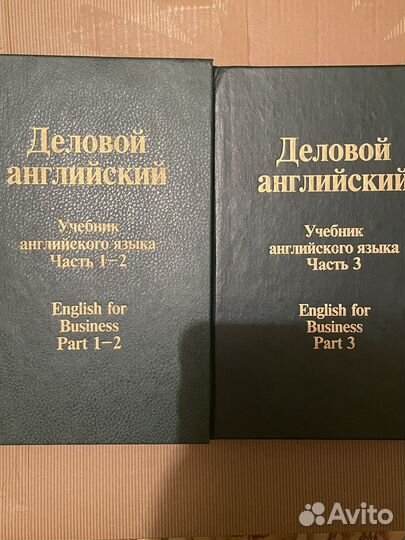 Деловой
английский
Учебник
английского языка
Часть 1−2
English for
Business
Part 1−2
Деловой
английский
Учебник
английского языка
Часть 3
English for
Business
Part 3
Avito